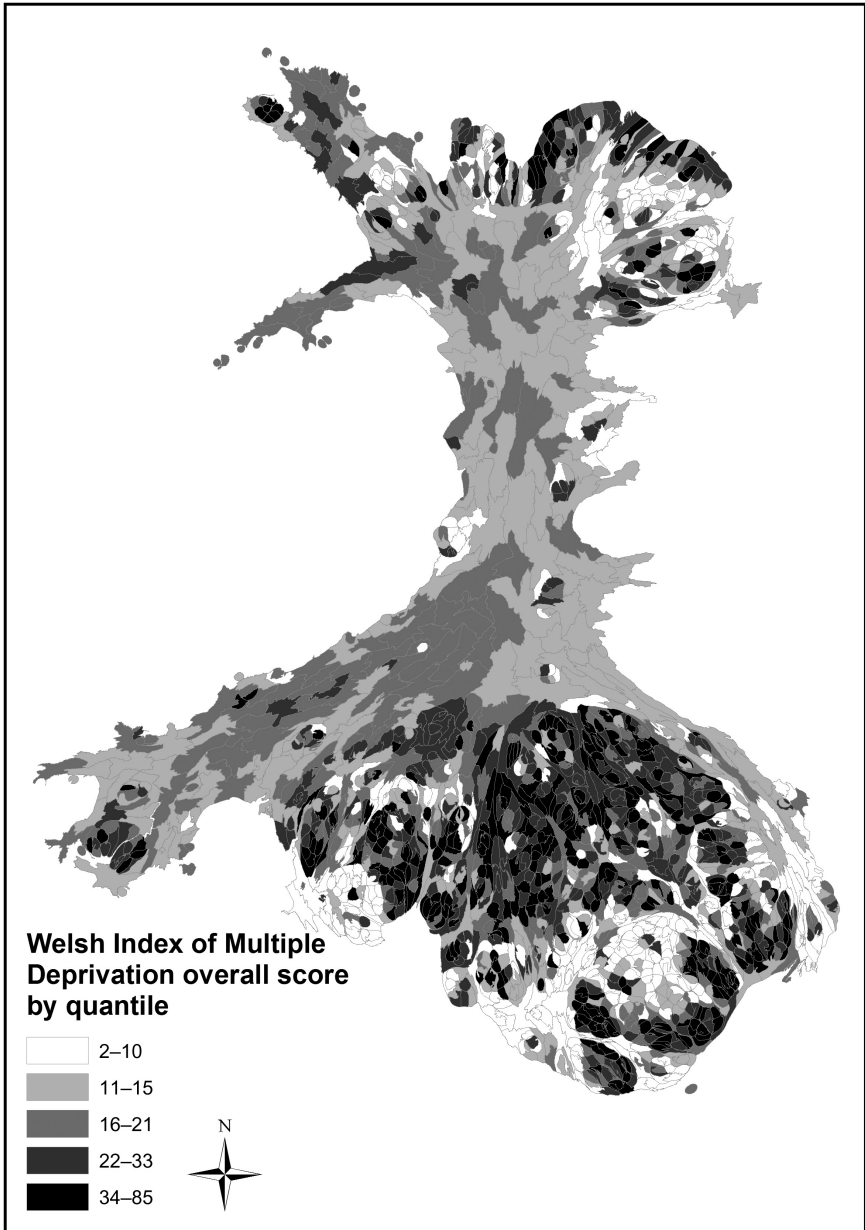 Welsh Index of Multiple
Deprivation overall score
by quantile
2–10
11–15
16–21
22–33
34–85
N